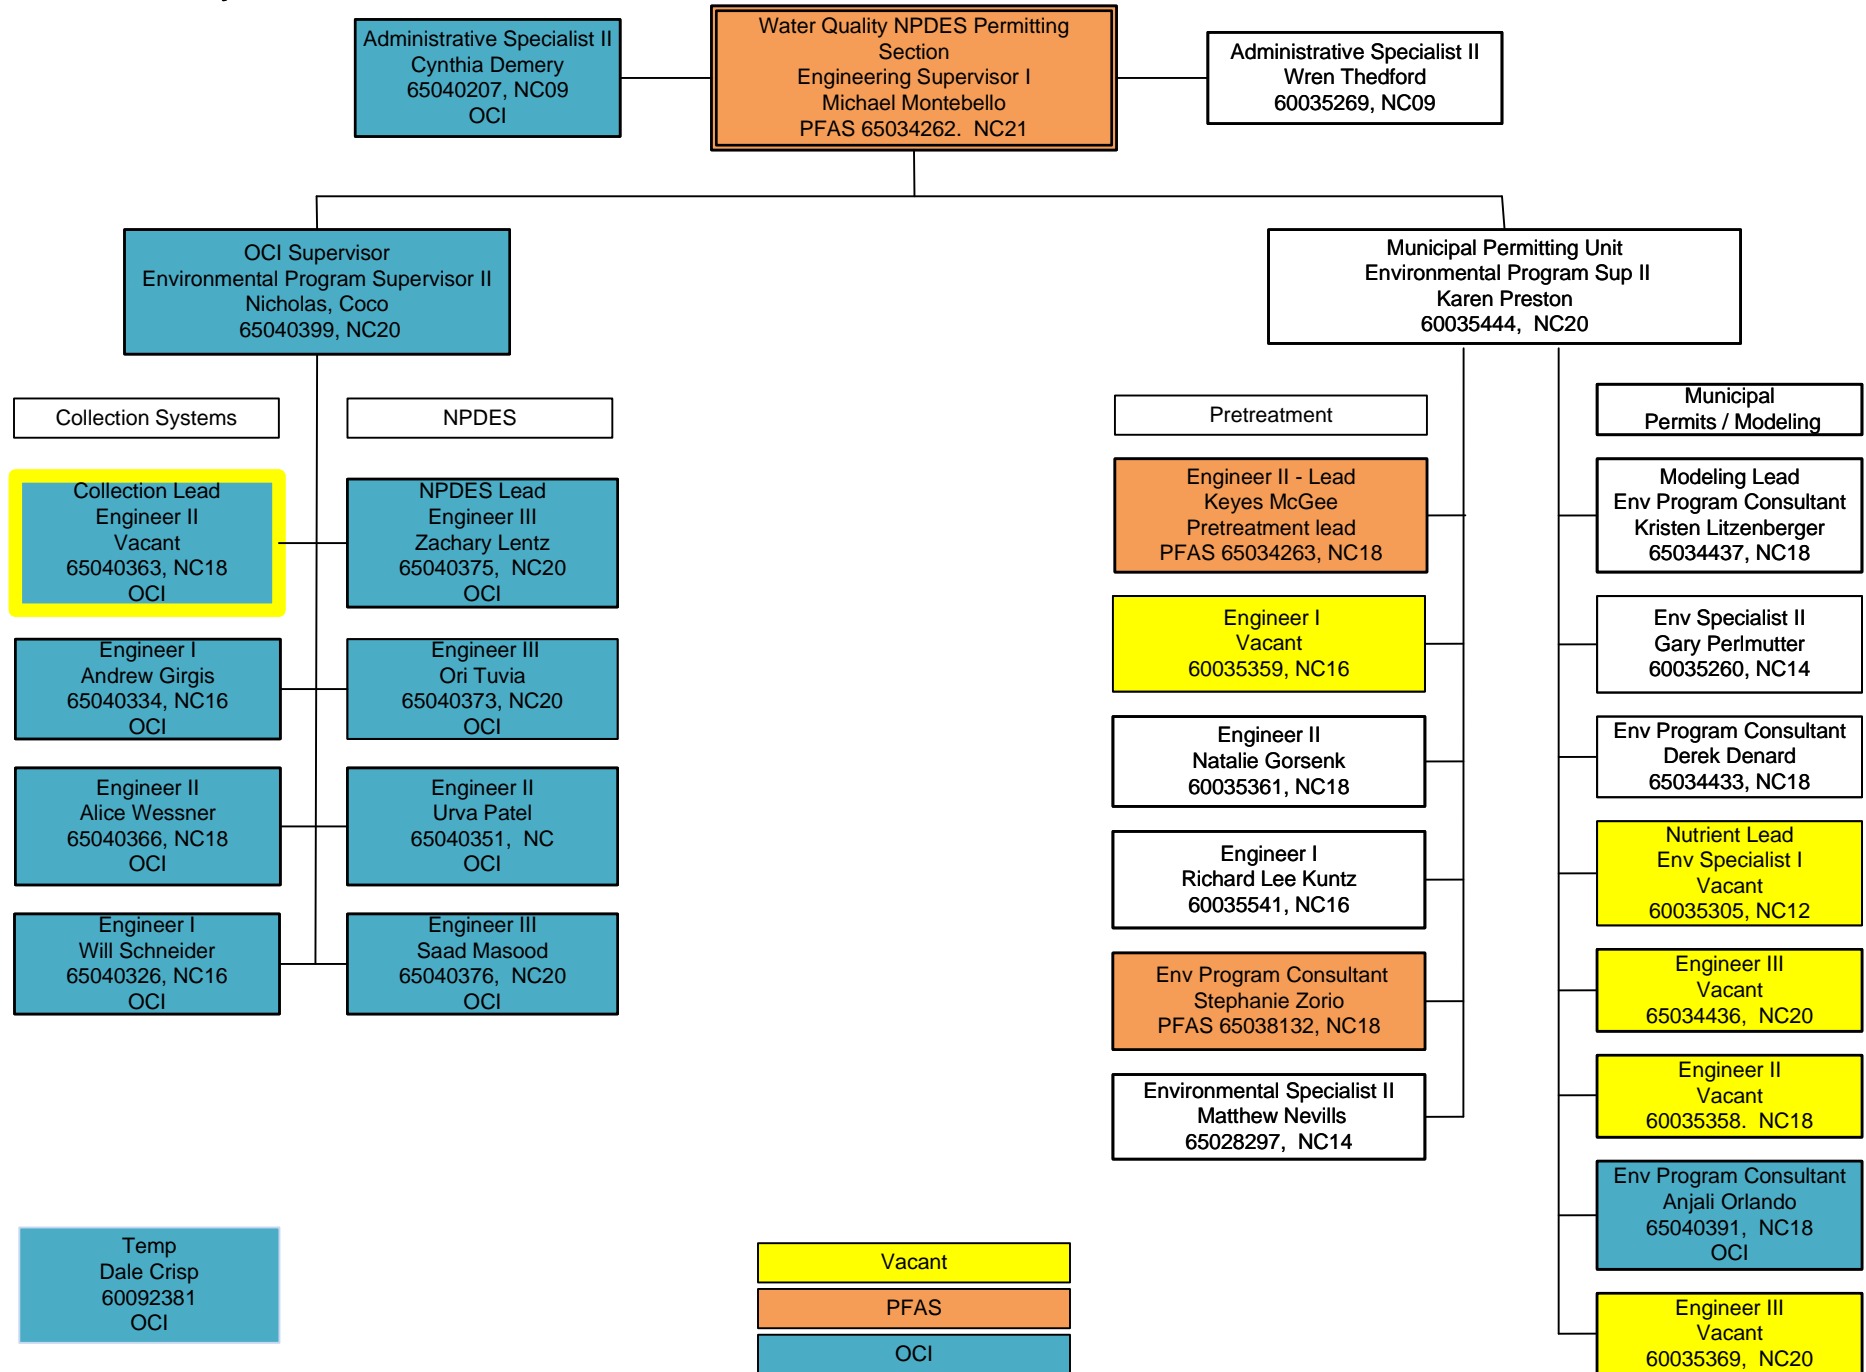 Administrative Specialist II
Cynthia Demery
65040207, NC09
OCI
Water Quality NPDES Permitting
Section
Engineering Supervisor I
Michael Montebello
PFAS 65034262.  NC21
Administrative Specialist II
Wren Thedford
60035269, NC09
OCI Supervisor
Environmental Program Supervisor II
Nicholas, Coco
65040399, NC20
Municipal Permitting Unit
Environmental Program Sup II
Karen Preston
60035444,  NC20
Collection Systems
Collection Lead
Engineer II
Vacant
65040363, NC18
OCI
Engineer I
Andrew Girgis
65040334, NC16
OCI
Engineer II
Alice Wessner
65040366, NC18
OCI
Engineer I
Will Schneider
65040326, NC16
OCI
NPDES
NPDES Lead
Engineer III
Zachary Lentz
65040375,  NC20
OCI
Engineer III
Ori Tuvia
65040373, NC20
OCI
Engineer II
Urva Patel
65040351,  NC
OCI
Engineer III
Saad Masood
65040376,  NC20
OCI
Pretreatment
Engineer II - Lead
Keyes McGee
Pretreatment lead
PFAS 65034263, NC18
Engineer I
Vacant
60035359, NC16
Engineer II
Natalie Gorsenk
60035361, NC18
Engineer I
Richard Lee Kuntz
60035541, NC16
Env Program Consultant
Stephanie Zorio
PFAS 65038132, NC18
Environmental Specialist II
Matthew Nevills
65028297,  NC14
Municipal
Permits / Modeling
Modeling Lead
Env Program Consultant
Kristen Litzenberger
65034437, NC18
Env Specialist II
Gary Perlmutter
60035260, NC14
Env Program Consultant
Derek Denard
65034433, NC18
Nutrient Lead
Env Specialist I
Vacant
60035305, NC12
Engineer III
Vacant
65034436,  NC20
Engineer II
Vacant
60035358.  NC18
Env Program Consultant
Anjali Orlando
65040391,  NC18
OCI
Engineer III
Vacant
60035369, NC20
Temp
Dale Crisp
60092381
OCI
Vacant
PFAS
OCI